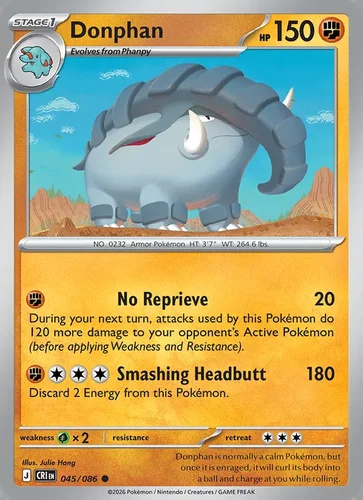 STAGE 1
Donphan
HP 150
Evolves from Phanpy
NO. 0232 Armor Pokémon HT: 3'7" WT: 264.6 lbs.
No Reprieve 20
During your next turn, attacks used by this Pokémon do
120 more damage to your opponent's Active Pokémon
(before applying Weakness and Resistance).
Smashing Headbutt 180
Discard 2 Energy from this Pokémon.
weakness ×2 resistance retreat
Illus. Julie Hang
J CRI EN 045/086
Donphan is normally a calm Pokémon, but
once it is enraged, it will curl its body into
a ball and charge at you while rolling.
©2026 Pokémon / Nintendo / Creatures / GAME FREAK